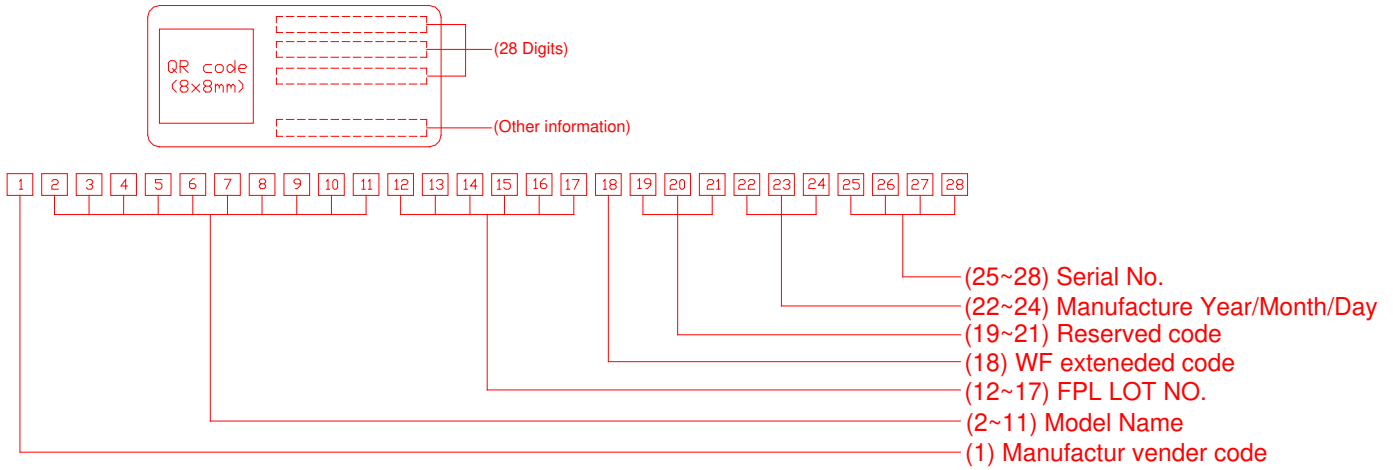 QR code
(8x8mm)
(28 Digits)
(Other information)
1 2 3 4 5 6 7 8 9 10 11 12 13 14 15 16 17 18 19 20 21 22 23 24 25 26 27 28
(25~28) Serial No.
(22~24) Manufacture Year/Month/Day
(19~21) Reserved code
(18) WF exteneded code
(12~17) FPL LOT NO.
(2~11) Model Name
(1) Manufactur vender code